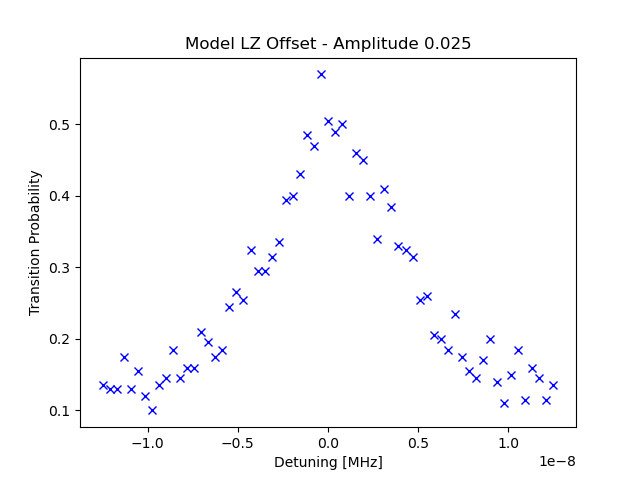 Model LZ Offset - Amplitude 0.025
Transition Probability
0.5
0.4
0.3
0.2
0.1
−1.0 −0.5 0.0 0.5 1.0
1e−8
Detuning [MHz]